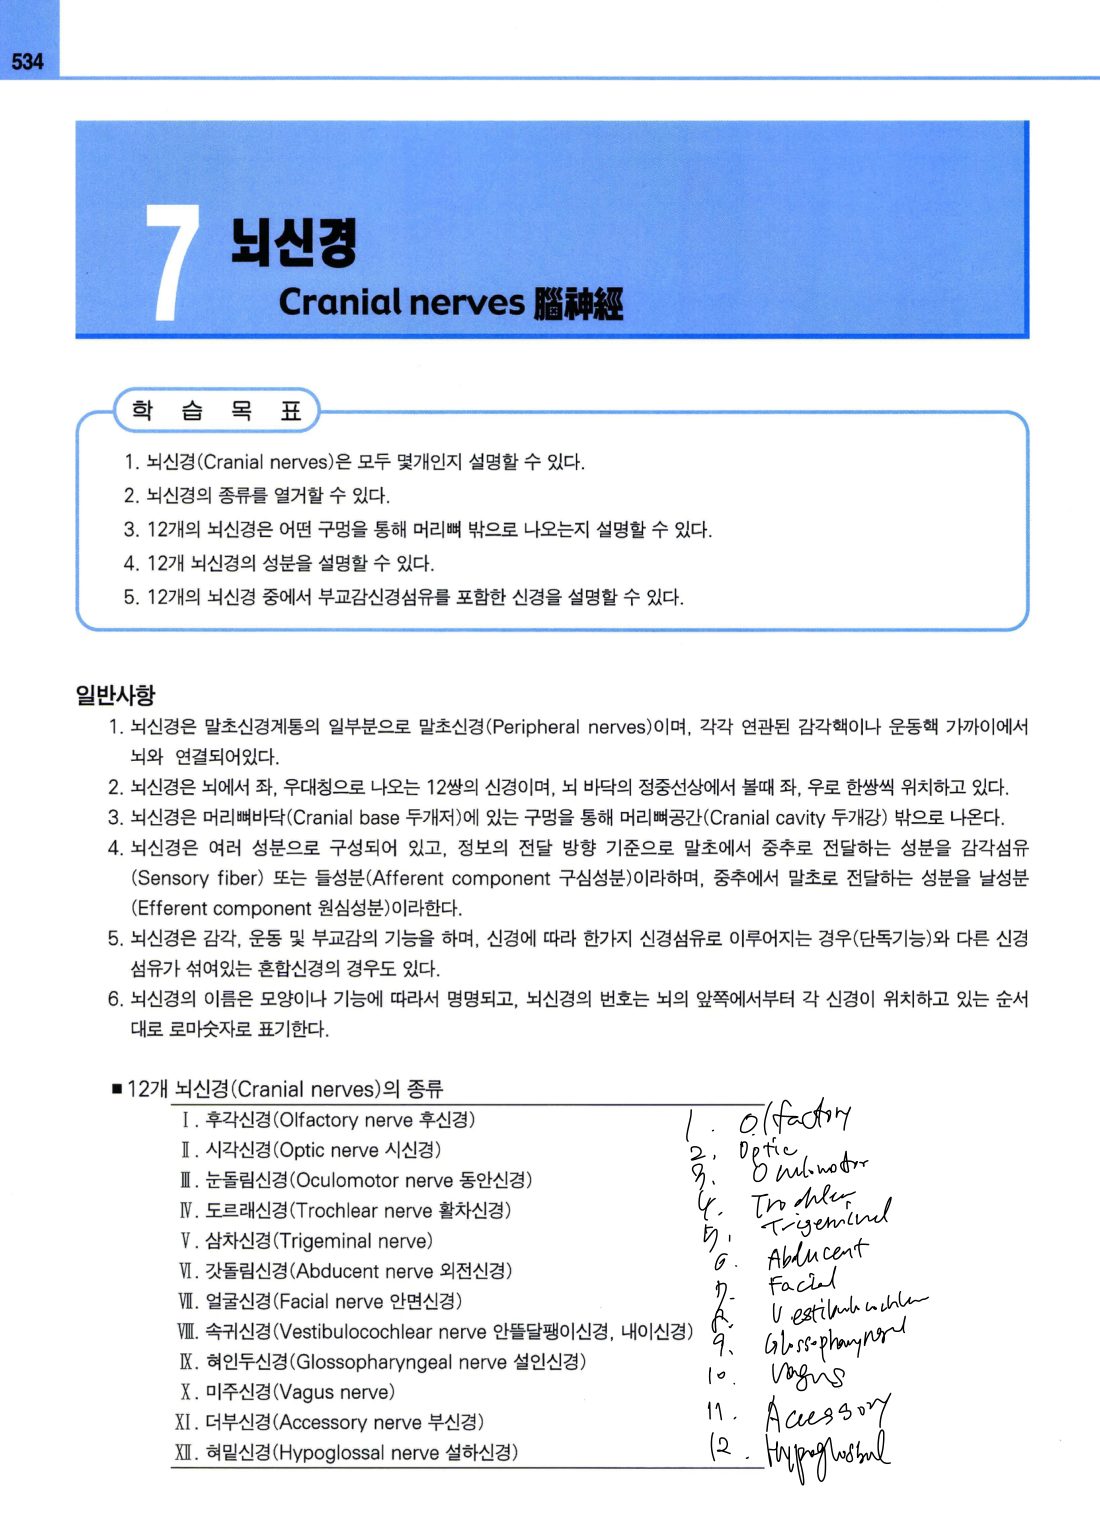 534
7 뇌신경
Cranial nerves 腦神經
학 습 목 표
1. 뇌신경(Cranial nerves)은 모두 몇개인지 설명할 수 있다.
2. 뇌신경의 종류를 열거할 수 있다.
3. 12개의 뇌신경은 어떤 구멍을 통해 머리뼈 밖으로 나오는지 설명할 수 있다.
4. 12개 뇌신경의 성분을 설명할 수 있다.
5. 12개의 뇌신경 중에서 부교감신경섬유를 포함한 신경을 설명할 수 있다.
일반사항
1. 뇌신경은 말초신경계통의 일부분으로 말초신경(Peripheral nerves)이며, 각각 연관된 감각핵이나 운동핵 가까이에서
뇌와 연결되어있다.
2. 뇌신경은 뇌에서 좌, 우대칭으로 나오는 12쌍의 신경이며, 뇌 바닥의 정중선상에서 볼때 좌, 우로 한쌍씩 위치하고 있다.
3. 뇌신경은 머리뼈바닥(Cranial base 두개저)에 있는 구멍을 통해 머리뼈공간(Cranial cavity 두개강) 밖으로 나온다.
4. 뇌신경은 여러 성분으로 구성되어 있고, 정보의 전달 방향 기준으로 말초에서 중추로 전달하는 성분을 감각섬유
(Sensory fiber) 또는 들성분(Afferent component 구심성분)이라하며, 중추에서 말초로 전달하는 성분을 날성분
(Efferent component 원심성분)이라한다.
5. 뇌신경은 감각, 운동 및 부교감의 기능을 하며, 신경에 따라 한가지 신경섬유로 이루어지는 경우(단독기능)와 다른 신경
섬유가 섞여있는 혼합신경의 경우도 있다.
6. 뇌신경의 이름은 모양이나 기능에 따라서 명명되고, 뇌신경의 번호는 뇌의 앞쪽에서부터 각 신경이 위치하고 있는 순서
대로 로마숫자로 표기한다.
■ 12개 뇌신경(Cranial nerves)의 종류
Ⅰ. 후각신경(Olfactory nerve 후신경)
Ⅱ. 시각신경(Optic nerve 시신경)
Ⅲ. 눈돌림신경(Oculomotor nerve 동안신경)
Ⅳ. 도르래신경(Trochlear nerve 활차신경)
Ⅴ. 삼차신경(Trigeminal nerve)
Ⅵ. 갓돌림신경(Abducent nerve 외전신경)
Ⅶ. 얼굴신경(Facial nerve 안면신경)
Ⅷ. 속귀신경(Vestibulocochlear nerve 안뜰달팽이신경, 내이신경)
Ⅸ. 혀인두신경(Glossopharyngeal nerve 설인신경)
Ⅹ. 미주신경(Vagus nerve)
Ⅺ. 더부신경(Accessory nerve 부신경)
Ⅻ. 혀밑신경(Hypoglossal nerve 설하신경)
1. Olfactory
2. Optic
3. Oculomotor
4. Trochlear
5. Trigeminal
6. Abducent
7. Facial
8. Vestibulocochlear
9. Glossopharyngeal
10. Vagus
11. Accessory
12. Hypoglossal